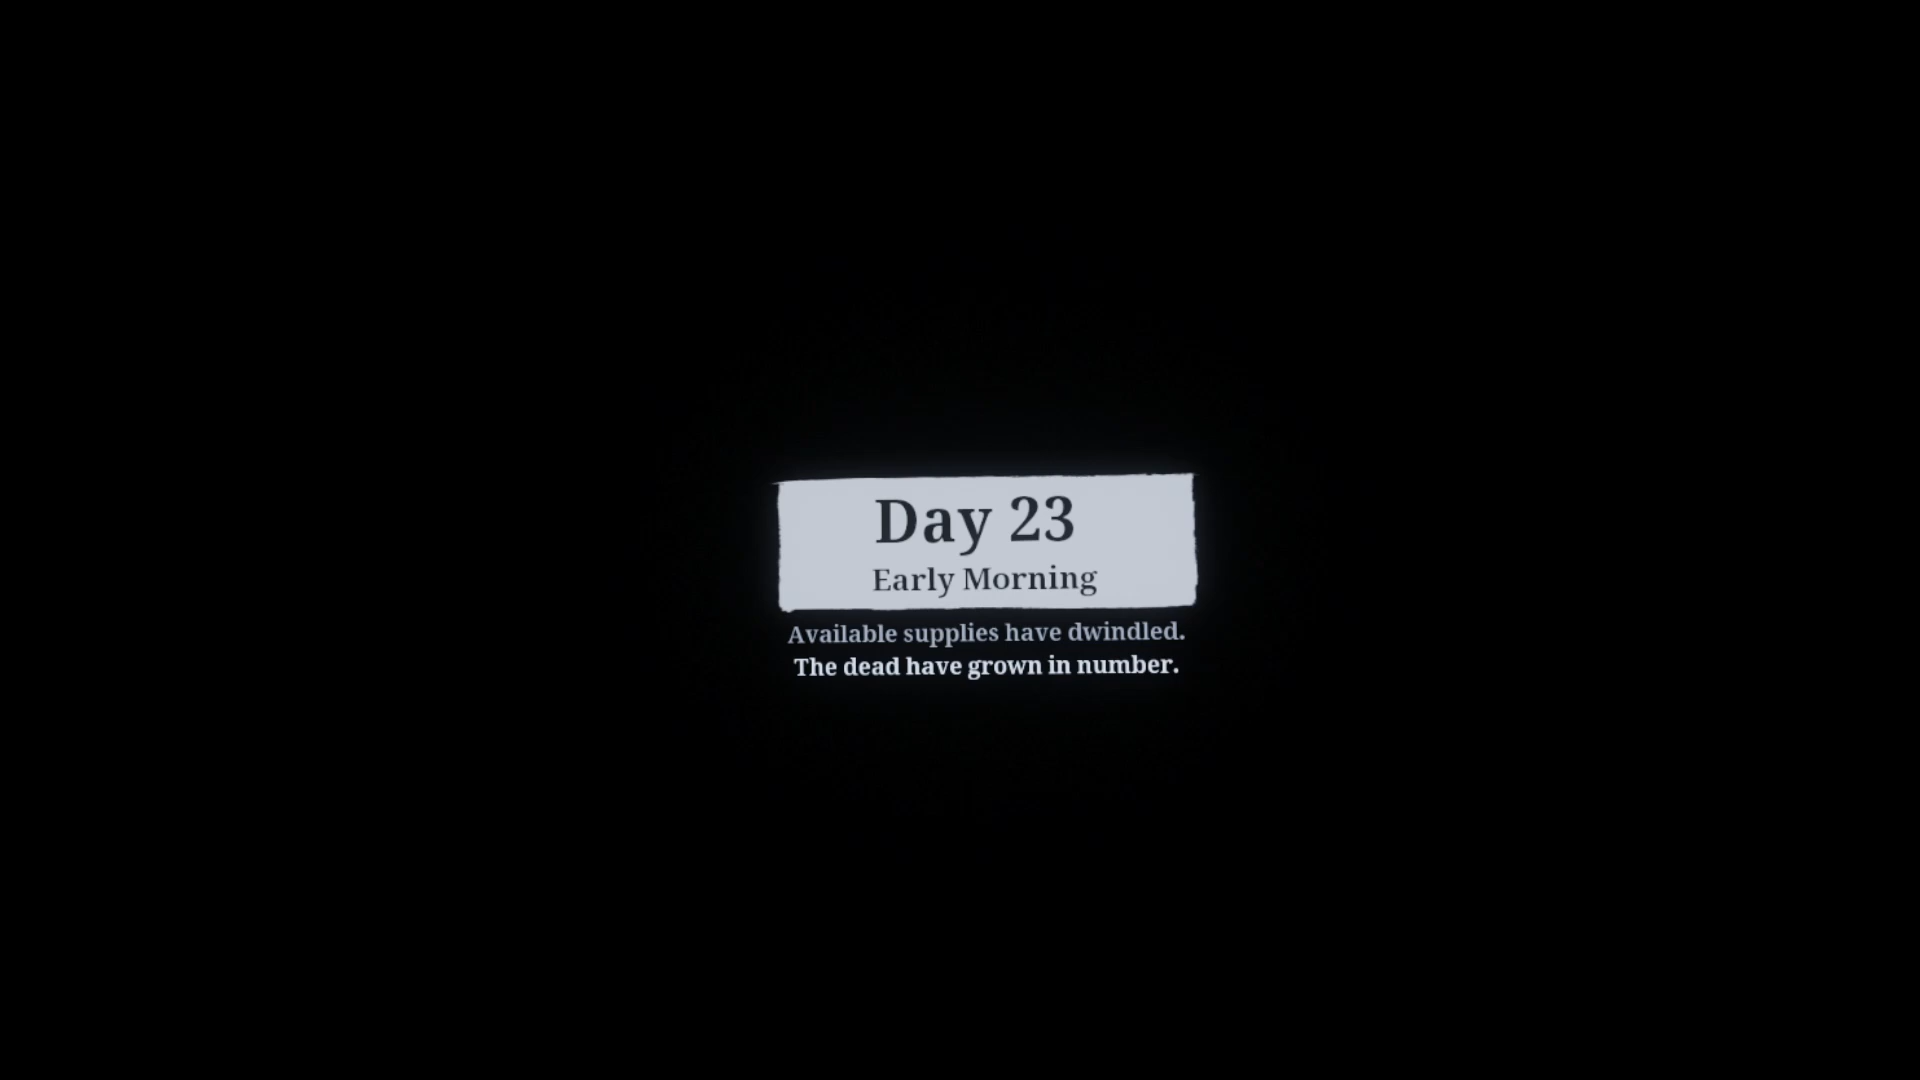 Day 23
Early Morning
Available supplies have dwindled.
The dead have grown in number.